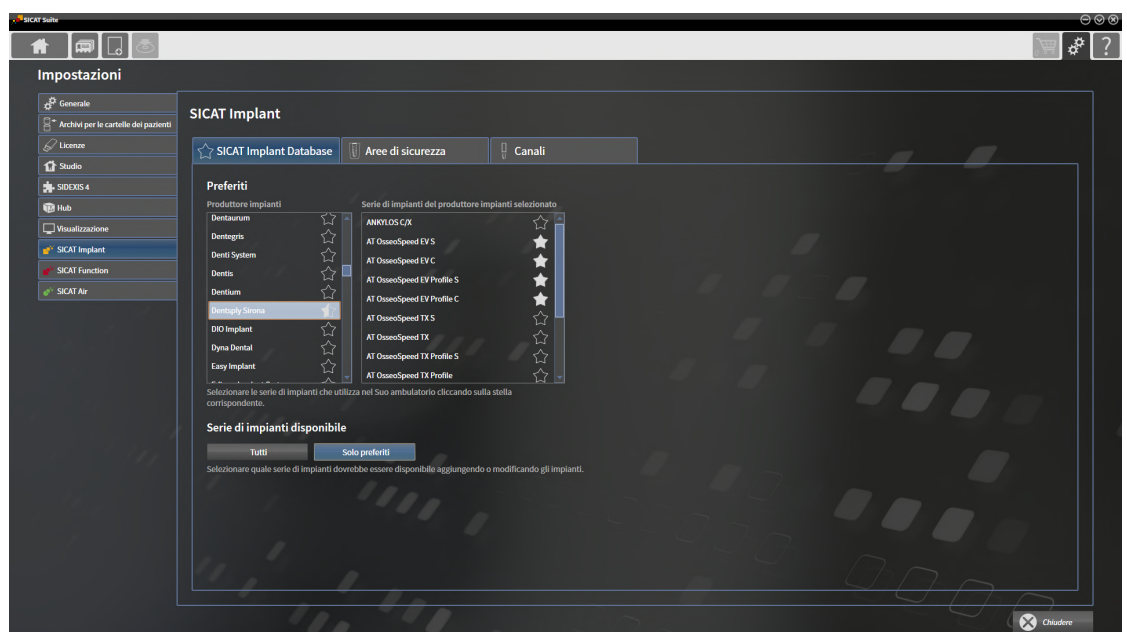 SICAT Suite
Impostazioni
Generale
Archivi per le cartelle dei pazienti
Licenze
Studio
SIDEXIS 4
Hub
Visualizzazione
SICAT Implant
SICAT Function
SICAT Air
SICAT Implant
SICAT Implant Database
Aree di sicurezza
Canali
Preferiti
Produttore impianti
Dentaurum
Dentegris
Denti System
Dentis
Dentium
Dentsply Sirona
DIO Implant
Dyna Dental
Easy Implant
Serie di impianti del produttore impianti selezionato
ANKYLOS C/X
AT OsseoSpeed EV S
AT OsseoSpeed EV C
AT OsseoSpeed EV Profile S
AT OsseoSpeed EV Profile C
AT OsseoSpeed TX S
AT OsseoSpeed TX
AT OsseoSpeed TX Profile S
AT OsseoSpeed TX Profile
Selezionare le serie di impianti che utilizza nel Suo ambulatorio cliccando sulla stella
corrispondente.
Serie di impianti disponibile
Tutti
Solo preferiti
Selezionare quale serie di impianti dovrebbe essere disponibile aggiungendo o modificando gli impianti.
Chiudere